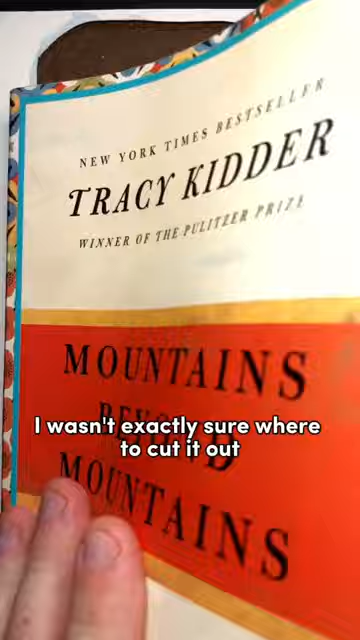 NEW YORK TIMES BESTSELLER
TRACY KIDDER
WINNER OF THE PULITZER PRIZE
MOUNTAINS
BEYOND
MOUNTAINS
I wasn't exactly sure where
to cut it out